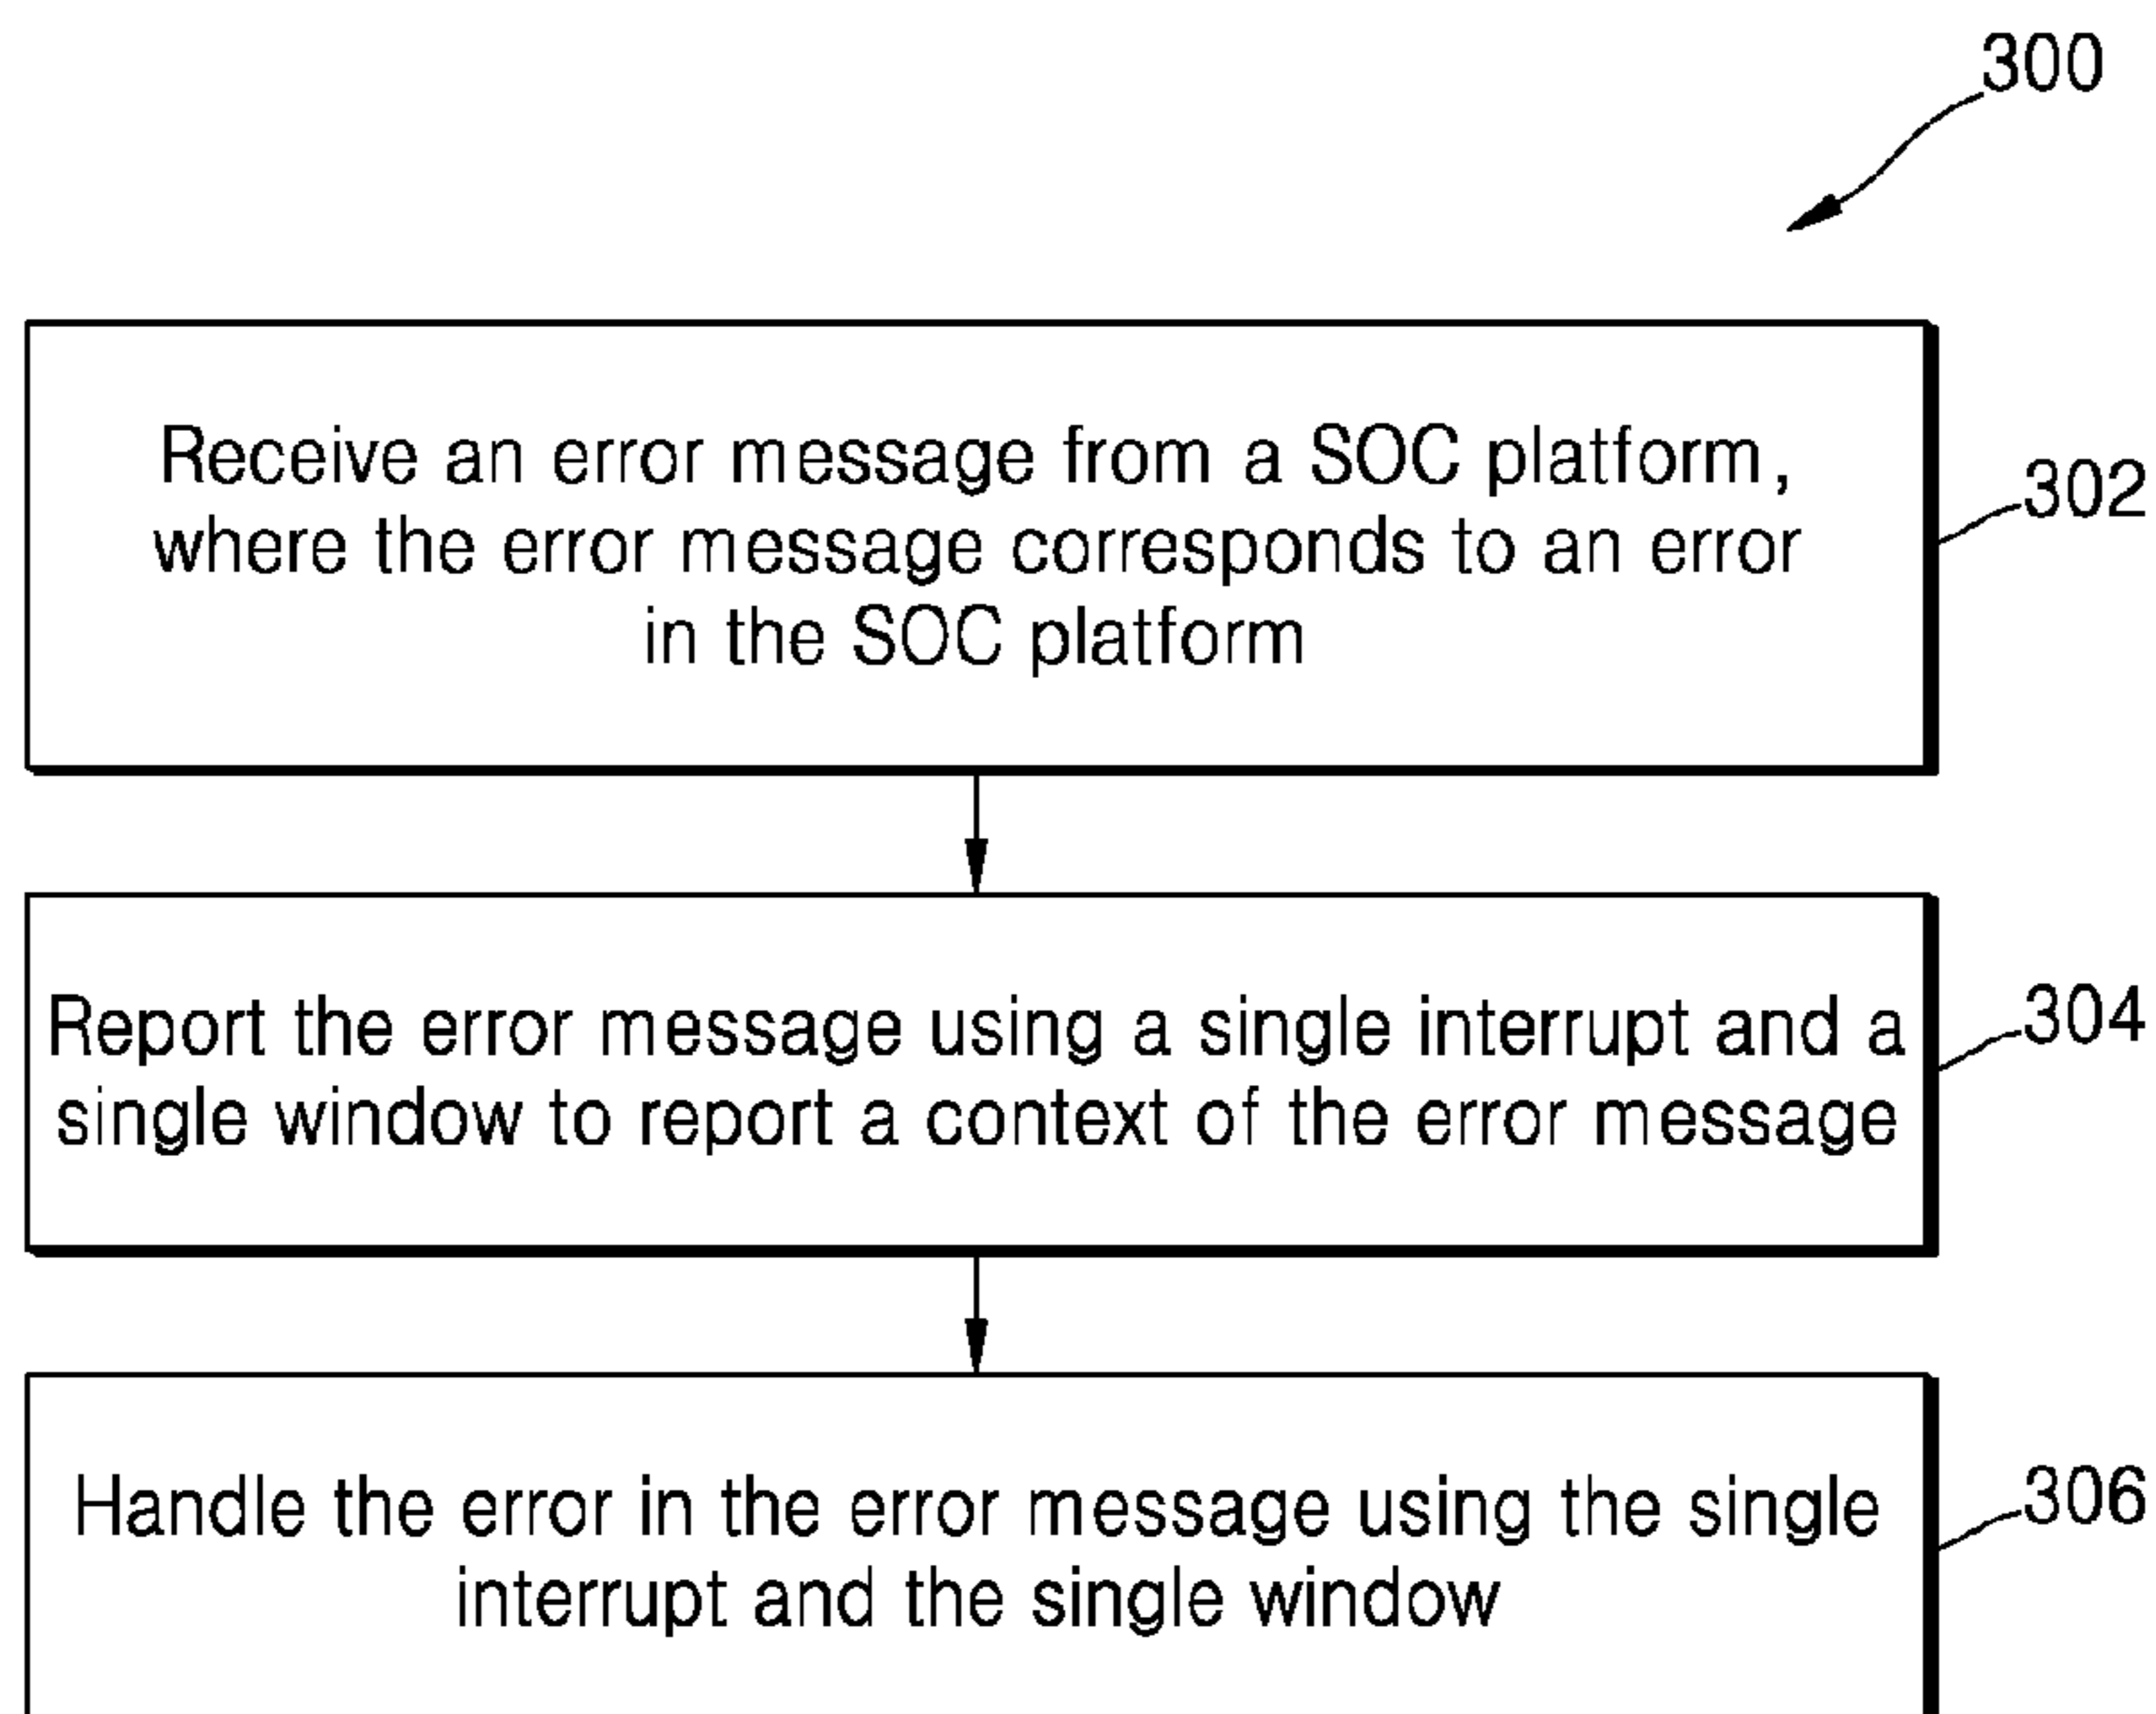 300
Receive an error message from a SOC platform,
where the error message corresponds to an error
in the SOC platform
302
Report the error message using a single interrupt and a
single window to report a context of the error message
304
Handle the error in the error message using the single
interrupt and the single window
306